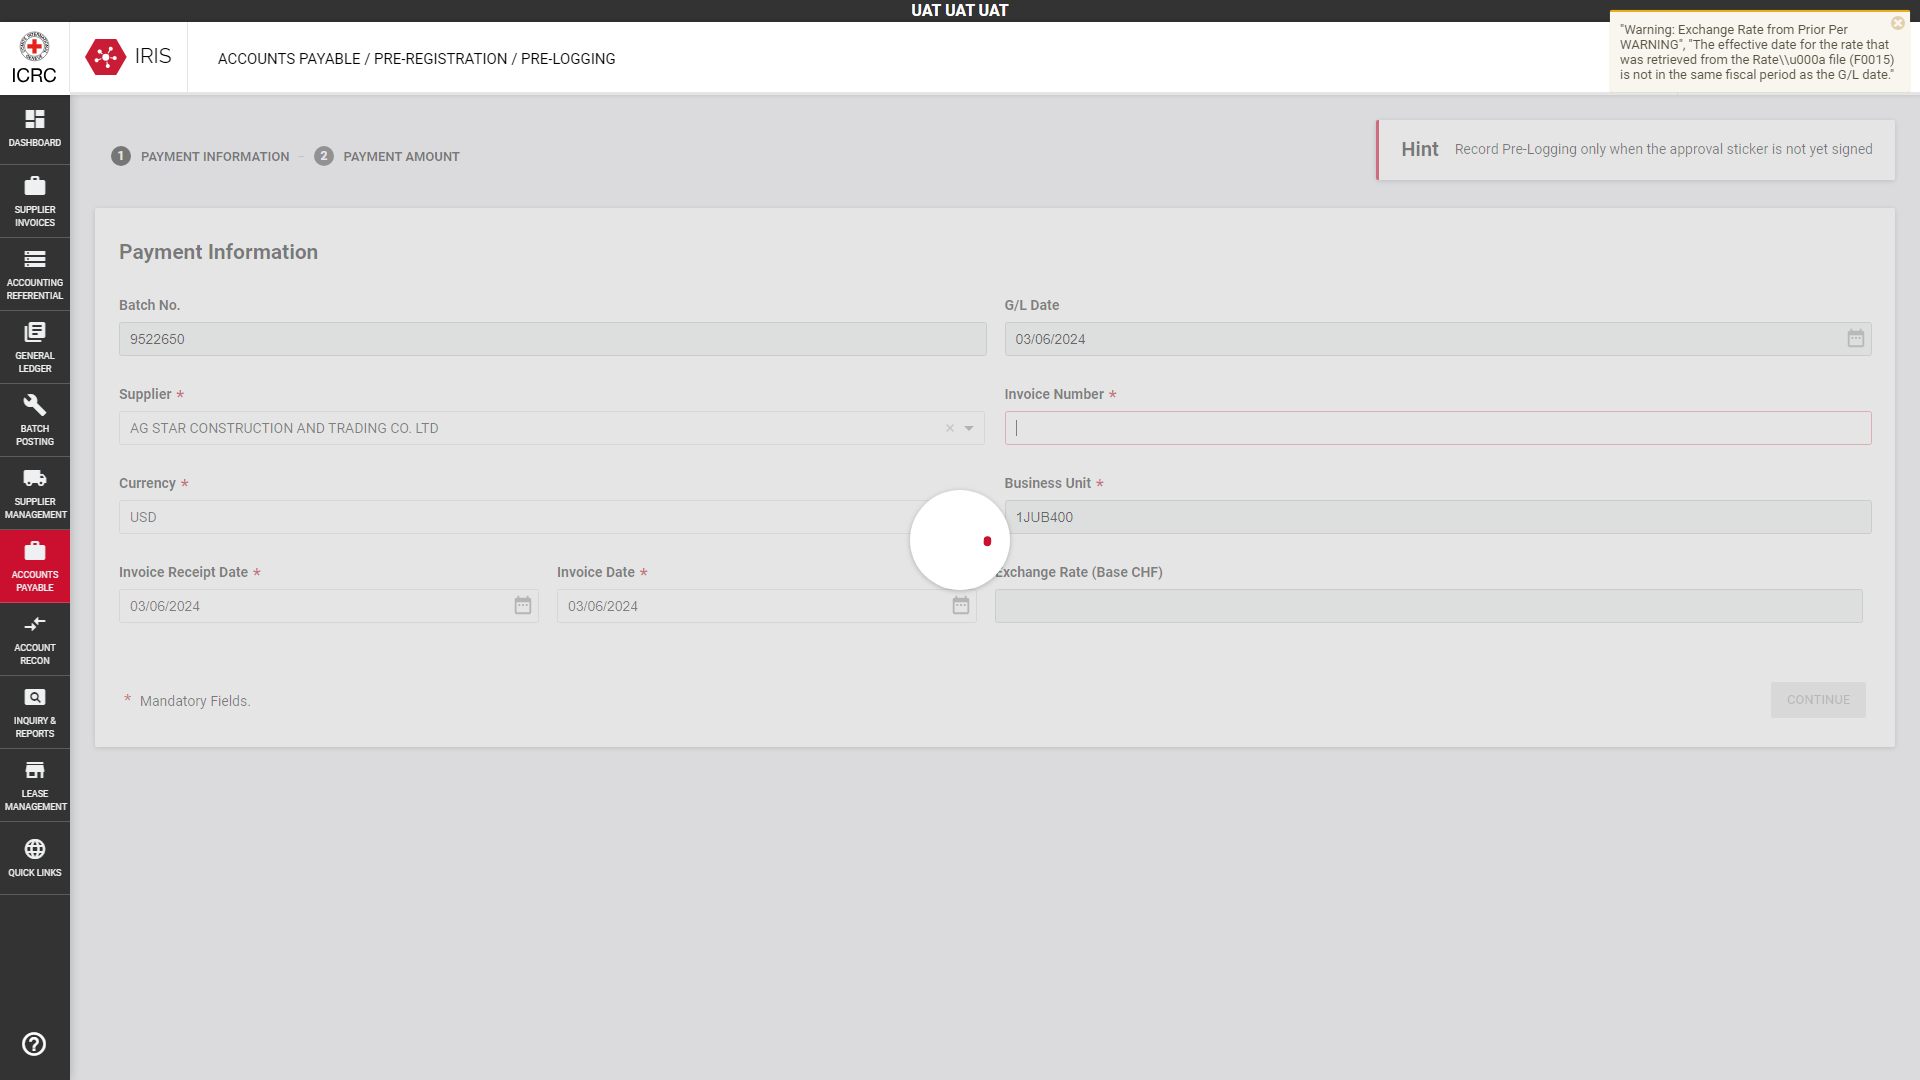 UAT UAT UAT
ICRC
IRIS
ACCOUNTS PAYABLE / PRE-REGISTRATION / PRE-LOGGING
"Warning: Exchange Rate from Prior Per
WARNING", "The effective date for the rate that
was retrieved from the Rate\\u000a file (F0015)
is not in the same fiscal period as the G/L date."
DASHBOARD
SUPPLIER
INVOICES
ACCOUNTING
REFERENTIAL
GENERAL
LEDGER
BATCH
POSTING
SUPPLIER
MANAGEMENT
ACCOUNTS
PAYABLE
ACCOUNT
RECON
INQUIRY &
REPORTS
LEASE
MANAGEMENT
QUICK LINKS
1 PAYMENT INFORMATION
2 PAYMENT AMOUNT
Hint Record Pre-Logging only when the approval sticker is not yet signed
Payment Information
Batch No.
9522650
G/L Date
03/06/2024
Supplier *
AG STAR CONSTRUCTION AND TRADING CO. LTD
Invoice Number *
Currency *
USD
Business Unit *
1JUB400
Invoice Receipt Date *
03/06/2024
Invoice Date *
03/06/2024
Exchange Rate (Base CHF)
* Mandatory Fields.
CONTINUE